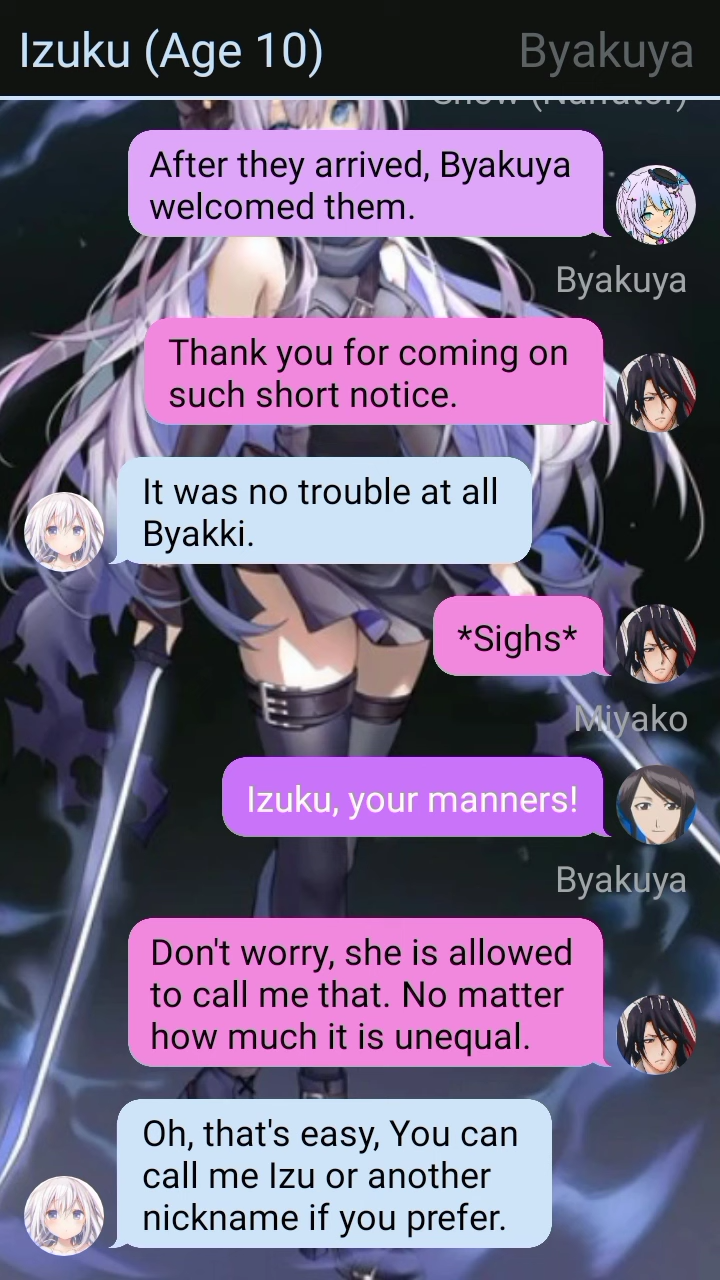 Izuku (Age 10)
Byakuya
Snow (Narrator)
After they arrived, Byakuya
welcomed them.
Byakuya
Thank you for coming on
such short notice.
It was no trouble at all
Byakki.
*Sighs*
Miyako
Izuku, your manners!
Byakuya
Don't worry, she is allowed
to call me that. No matter
how much it is unequal.
Oh, that's easy, You can
call me Izu or another
nickname if you prefer.